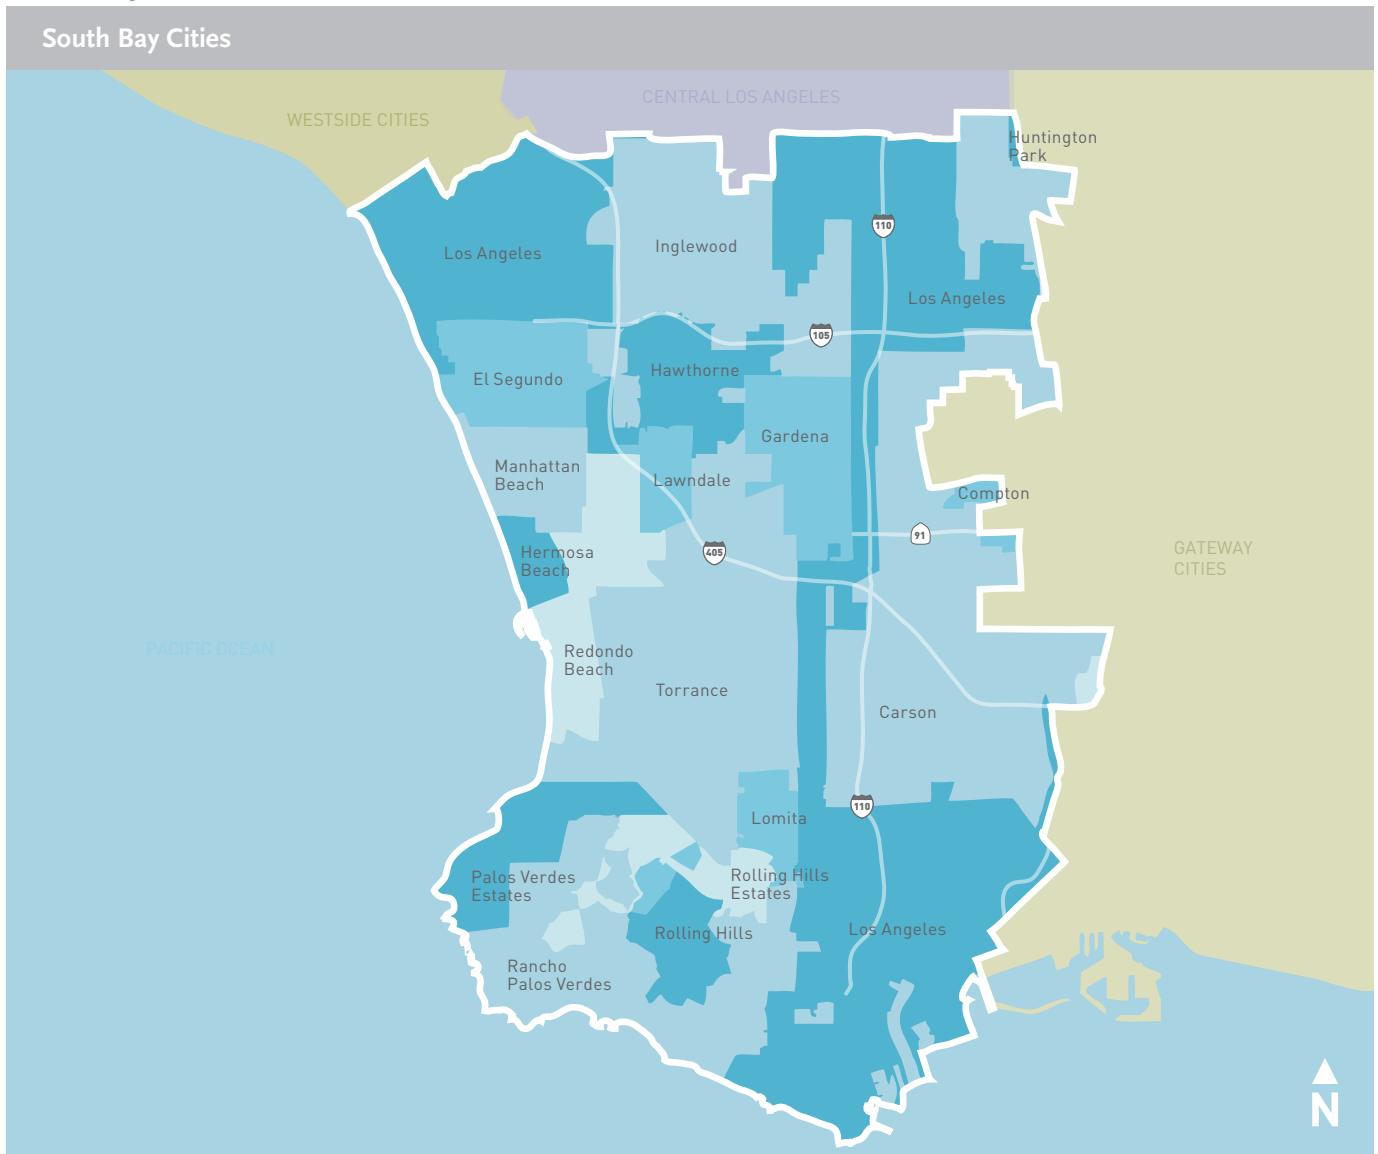 South Bay Cities
CENTRAL LOS ANGELES
WESTSIDE CITIES
Huntington
Park
110
Los Angeles
Inglewood
Los Angeles
105
El Segundo
Hawthorne
Gardena
Manhattan
Beach
Lawndale
Compton
91
Hermosa
Beach
405
GATEWAY
CITIES
PACIFIC OCEAN
Redondo
Beach
Torrance
Carson
110
Lomita
Palos Verdes
Estates
Rolling Hills
Estates
Rolling Hills
Los Angeles
Rancho
Palos Verdes
N